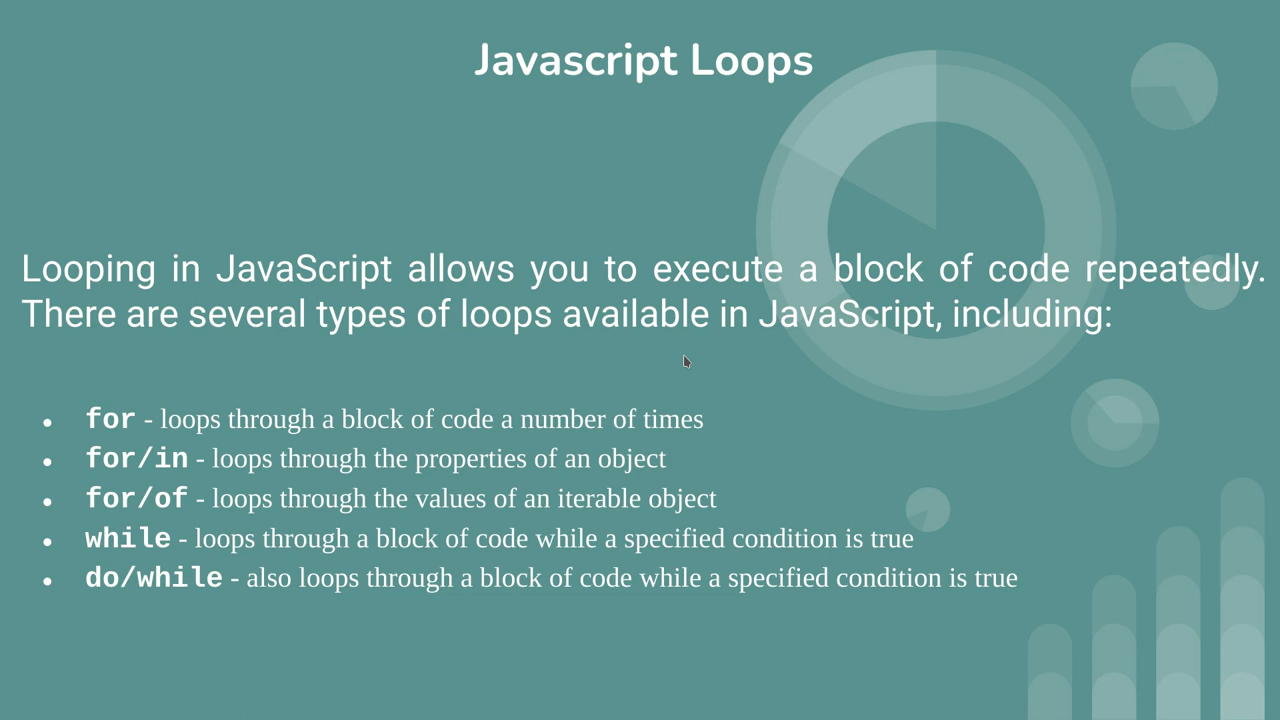 Javascript Loops
Looping in JavaScript allows you to execute a block of code repeatedly.
There are several types of loops available in JavaScript, including:
● for - loops through a block of code a number of times
● for/in - loops through the properties of an object
● for/of - loops through the values of an iterable object
● while - loops through a block of code while a specified condition is true
● do/while - also loops through a block of code while a specified condition is true